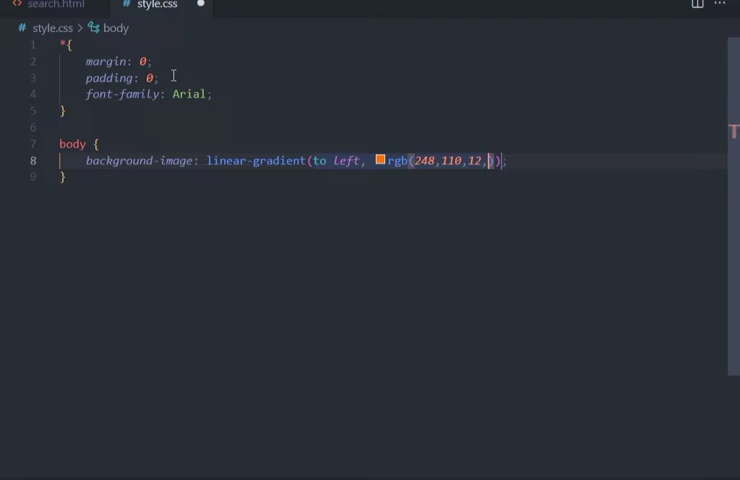 <> search.html # style.css ● ...
# style.css > body
1 *{
2 margin: 0;
3 padding: 0;
4 font-family: Arial;
5 }
6
7 body {
8 background-image: linear-gradient(to left, rgb(248,110,12,));
9 }